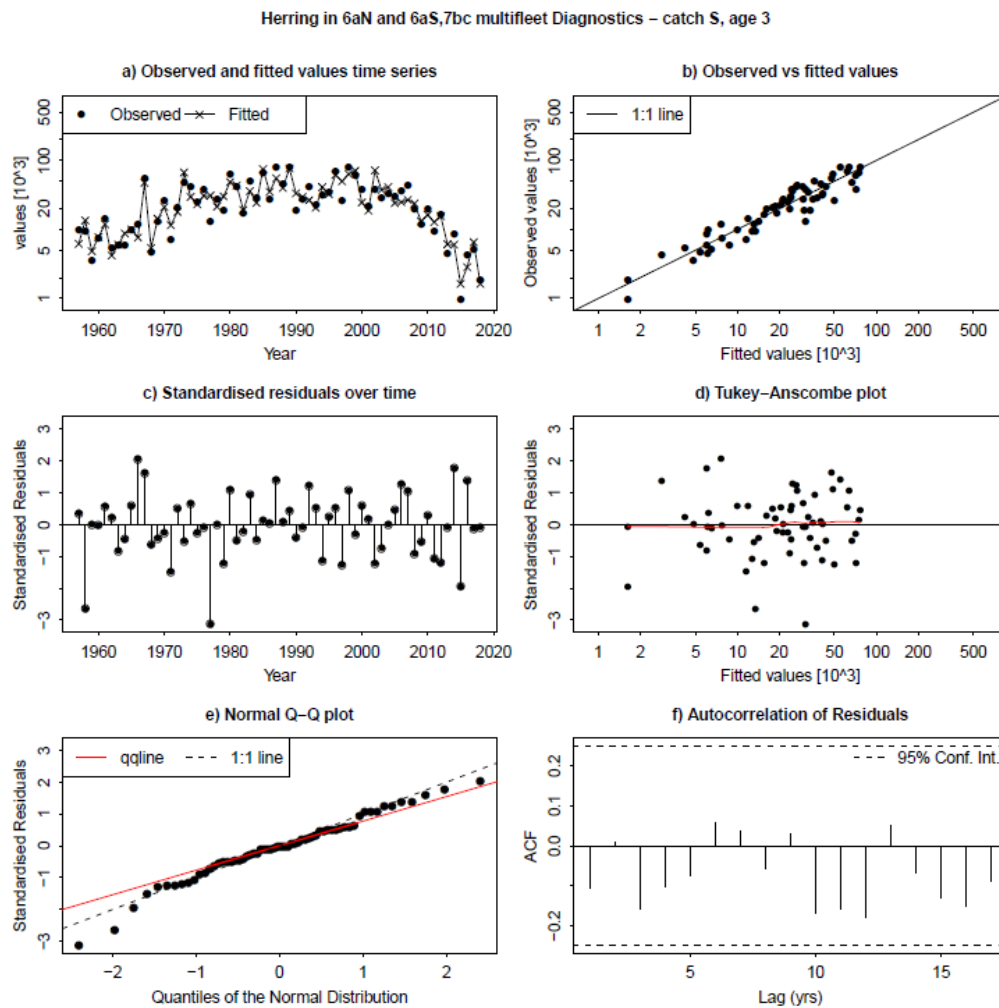 Herring in 6aN and 6aS,7bc multifleet Diagnostics – catch S, age 3
a) Observed and fitted values time series
Observed
Fitted
values [10^3]
500
100
20
5
1
1960 1970 1980 1990 2000 2010 2020
Year
b) Observed vs fitted values
1:1 line
Observed values [10^3]
500
100
20
5
1
1 2 5 10 20 50 100 200 500
Fitted values [10^3]
c) Standardised residuals over time
Standardised Residuals
3
2
1
0
−1
−3
1960 1970 1980 1990 2000 2010 2020
Year
d) Tukey–Anscombe plot
Standardised Residuals
3
2
1
0
−1
−3
1 2 5 10 20 50 100 200 500
Fitted values [10^3]
e) Normal Q–Q plot
qqline
1:1 line
Standardised Residuals
3
2
1
0
−1
−3
−2 −1 0 1 2
Quantiles of the Normal Distribution
f) Autocorrelation of Residuals
95% Conf. Int.
ACF
0.2
0.0
−0.2
5 10 15
Lag (yrs)